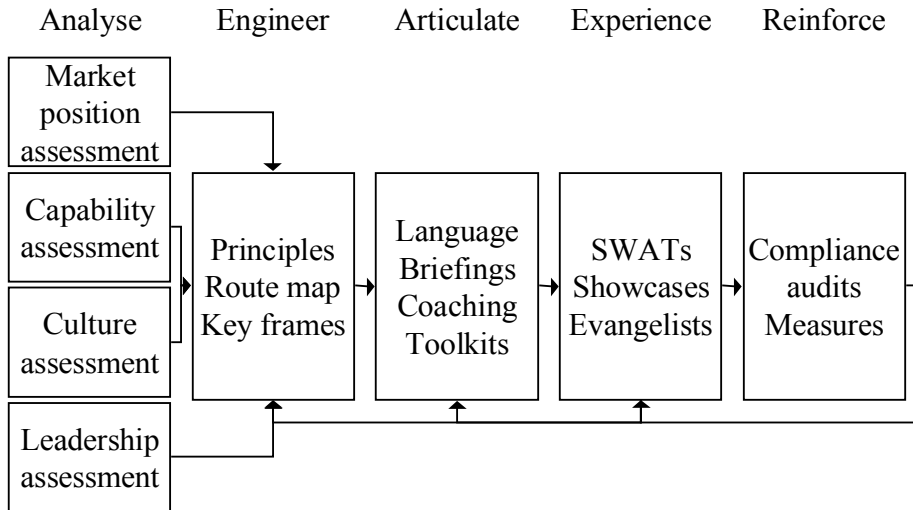 Analyse
Engineer
Articulate
Experience
Reinforce
Market
position
assessment
Capability
assessment
Culture
assessment
Leadership
assessment
Principles
Route map
Key frames
Language
Briefings
Coaching
Toolkits
SWATs
Showcases
Evangelists
Compliance
audits
Measures